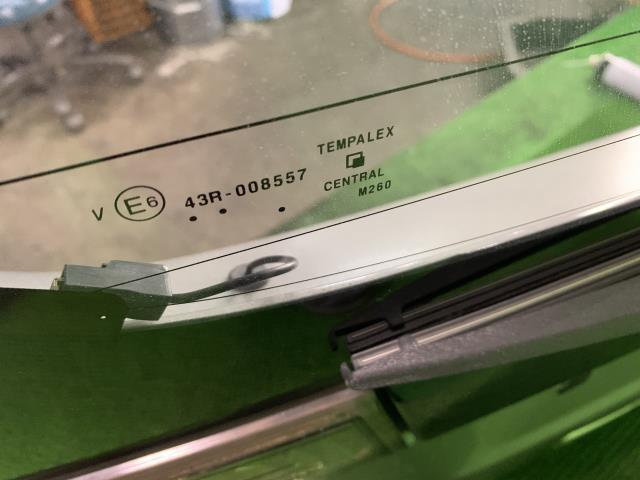 TEMPALEX
V E6 43R-008557
CENTRAL
M260